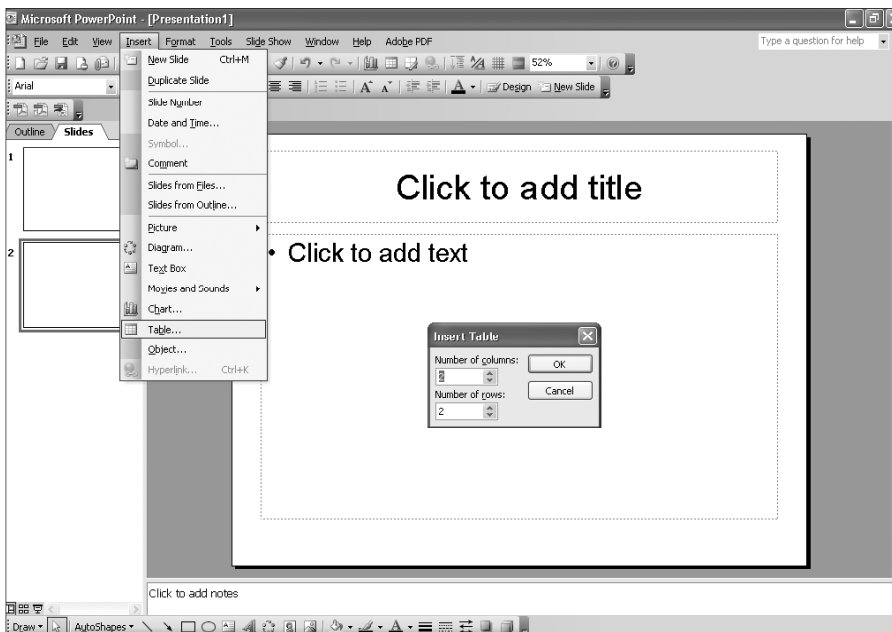 Microsoft PowerPoint - [Presentation1]
File Edit View Insert Format Tools Slide Show Window Help Adobe PDF Type a question for help
New Slide Ctrl+M
52%
Arial
Duplicate Slide
Design New Slide
Slide Number
Date and Time...
Outline Slides
Symbol...
1
Comment
Slides from Files...
Slides from Outline...
Click to add title
Picture
2
Diagram...
• Click to add text
Text Box
Movies and Sounds
Chart...
Table...
Object...
Hyperlink... Ctrl+K
Insert Table
Number of columns:
2
OK
Number of rows:
2
Cancel
Click to add notes
Draw AutoShapes